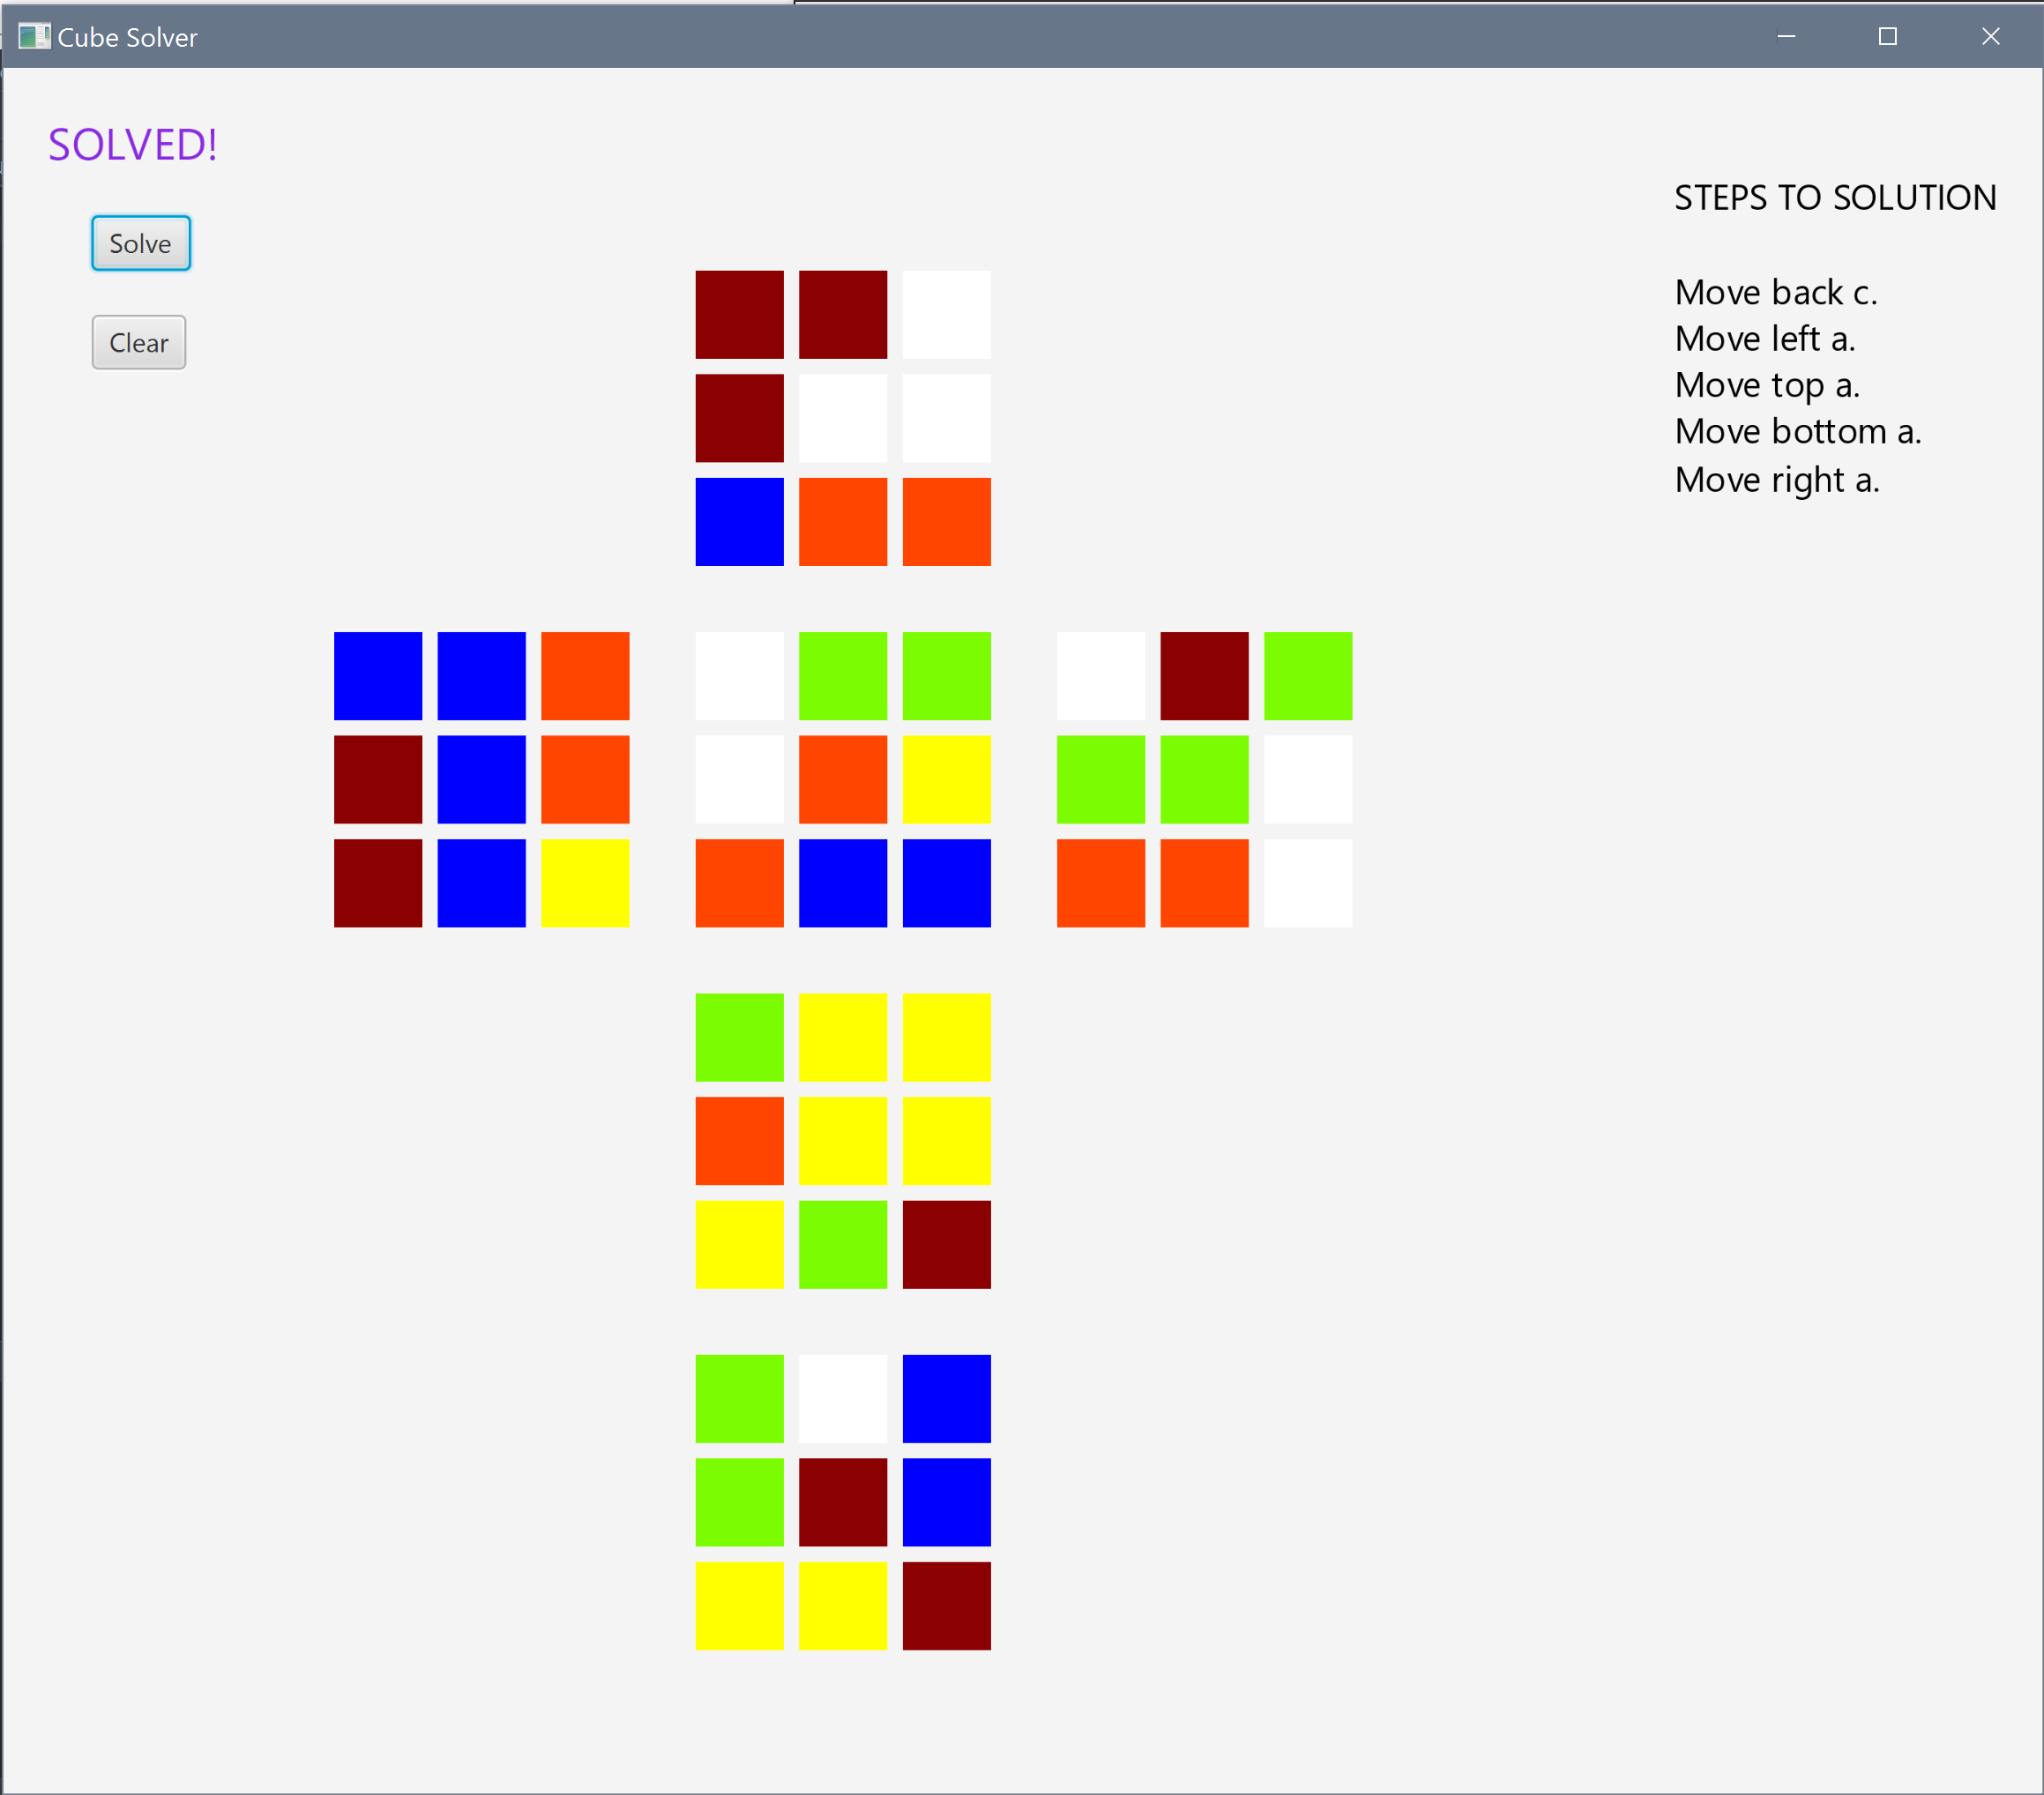 Cube Solver
SOLVED!
Solve
Clear
STEPS TO SOLUTION
Move back c.
Move left a.
Move top a.
Move bottom a.
Move right a.